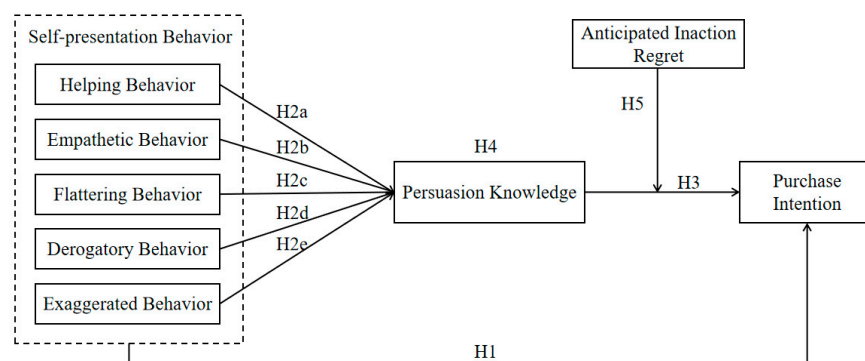 Self-presentation Behavior
Helping Behavior
Empathetic Behavior
Flattering Behavior
Derogatory Behavior
Exaggerated Behavior
H2a
H2b
H2c
H2d
H2e
H4
Persuasion Knowledge
Anticipated Inaction
Regret
H5
H3
Purchase
Intention
H1